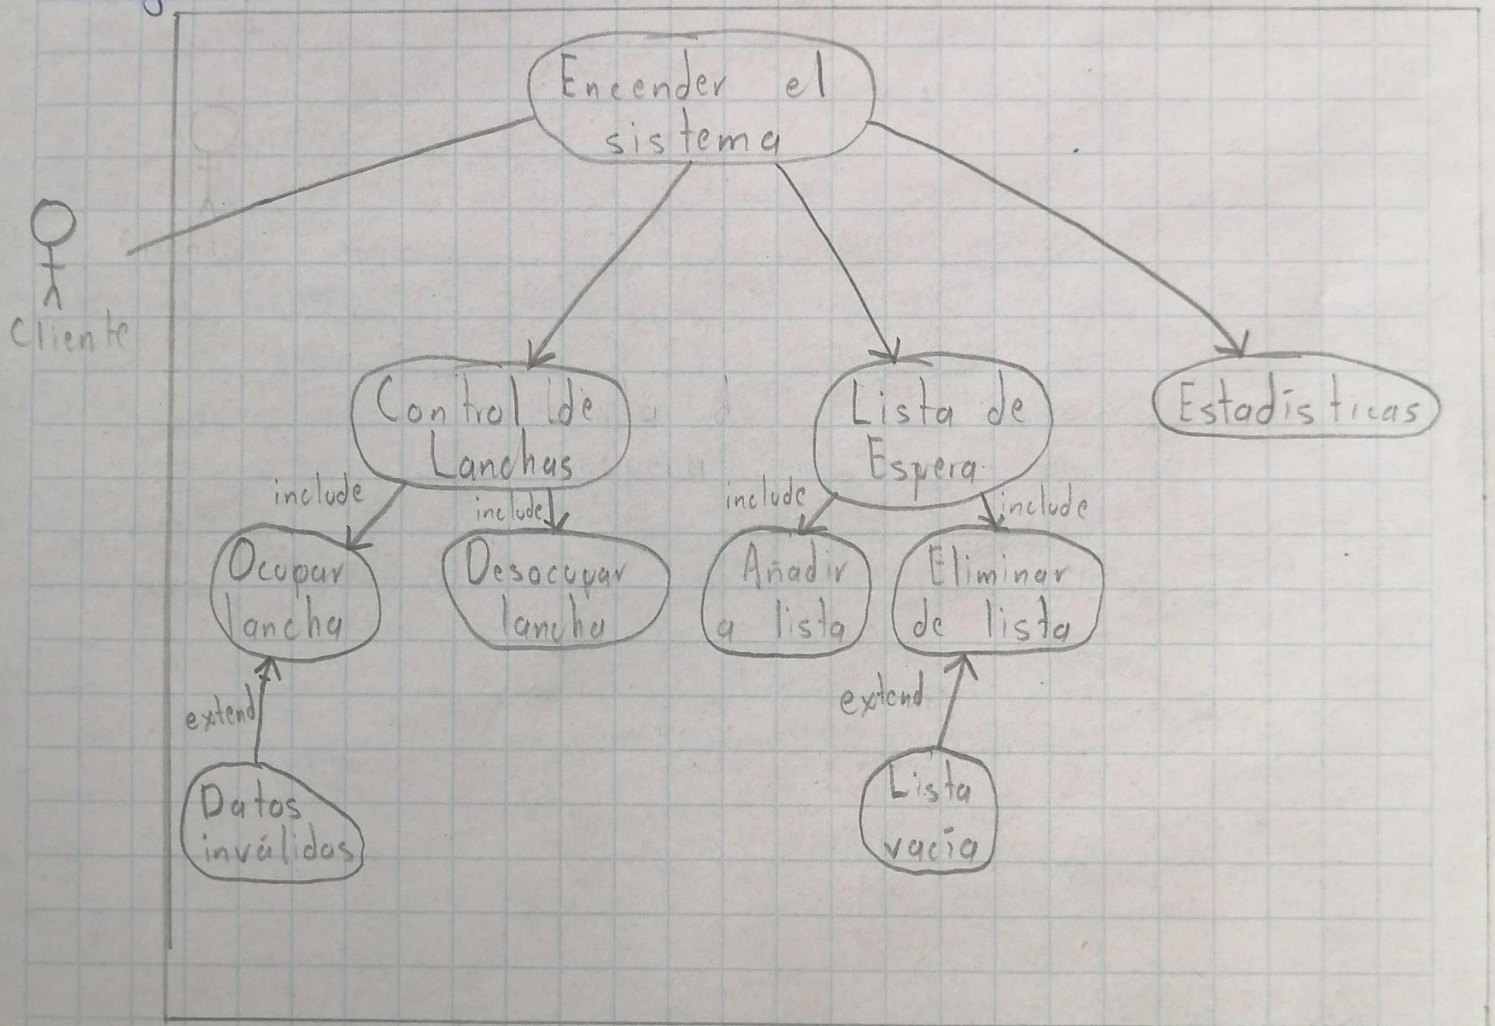 Encender el
sistema
Cliente
Control de
Lanchas
Lista de
Espera
Estadísticas
include
include
include
include
Ocupar
lancha
Desocupar
lancha
Añadir
a lista
Eliminar
de lista
extend
extend
Datos
inválidos
Lista
vacía